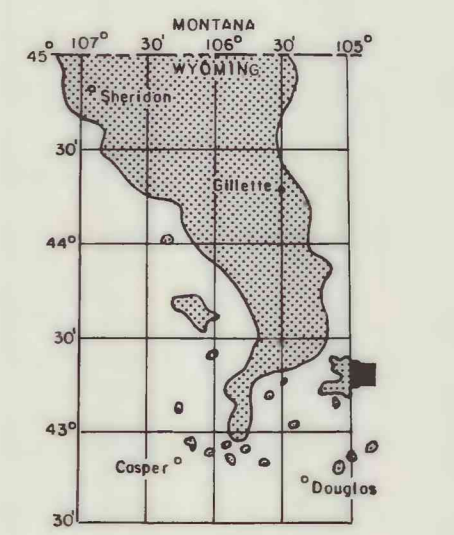 MONTANA
107° 30' 106° 30' 105°
45°
WYOMING
Sheridan
30'
Gillette
44°
30'
43°
Casper
Douglas
30'